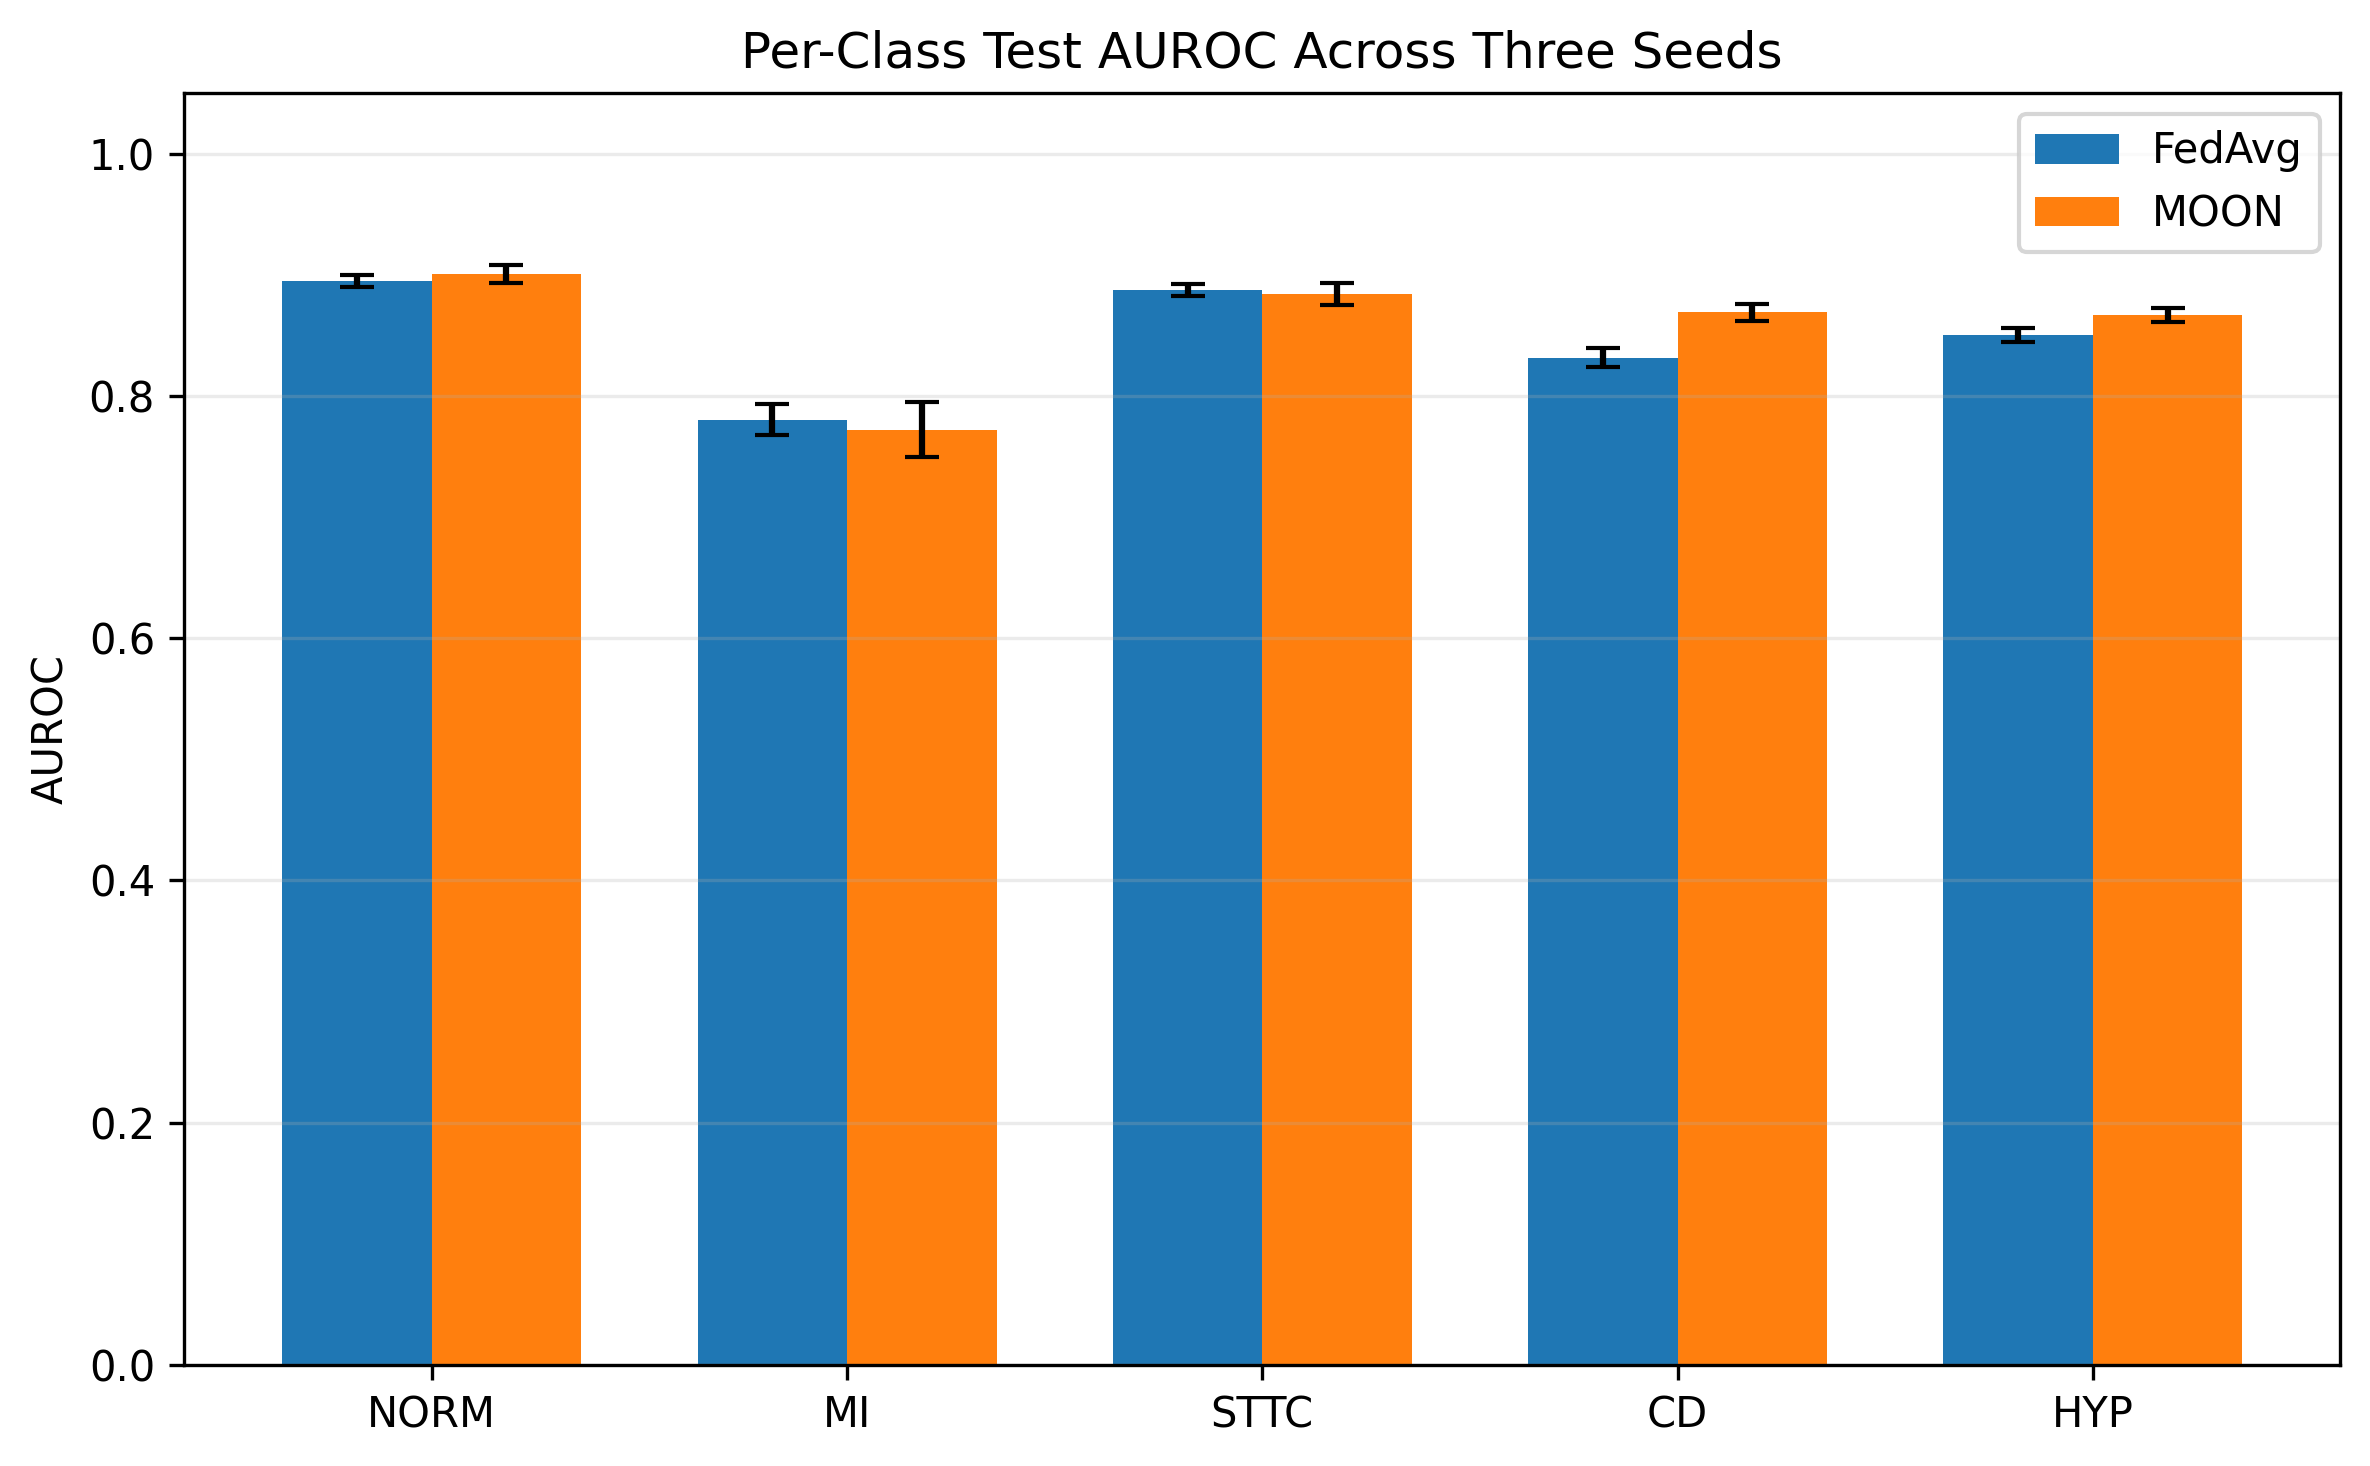 Per-Class Test AUROC Across Three Seeds
FedAvg
MOON
AUROC
1.0
0.8
0.6
0.4
0.2
0.0
NORM MI STTC CD HYP